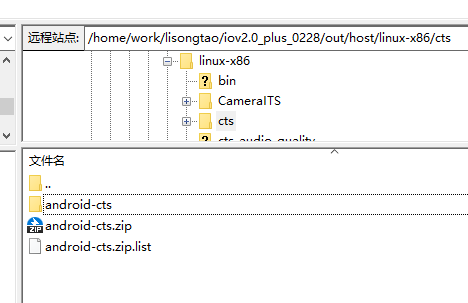 远程站点: /home/work/lisongtao/iov2.0_plus_0228/out/host/linux-x86/cts
linux-x86
bin
CameraITS
cts
cts_audio_quality
文件名
..
android-cts
android-cts.zip
android-cts.zip.list